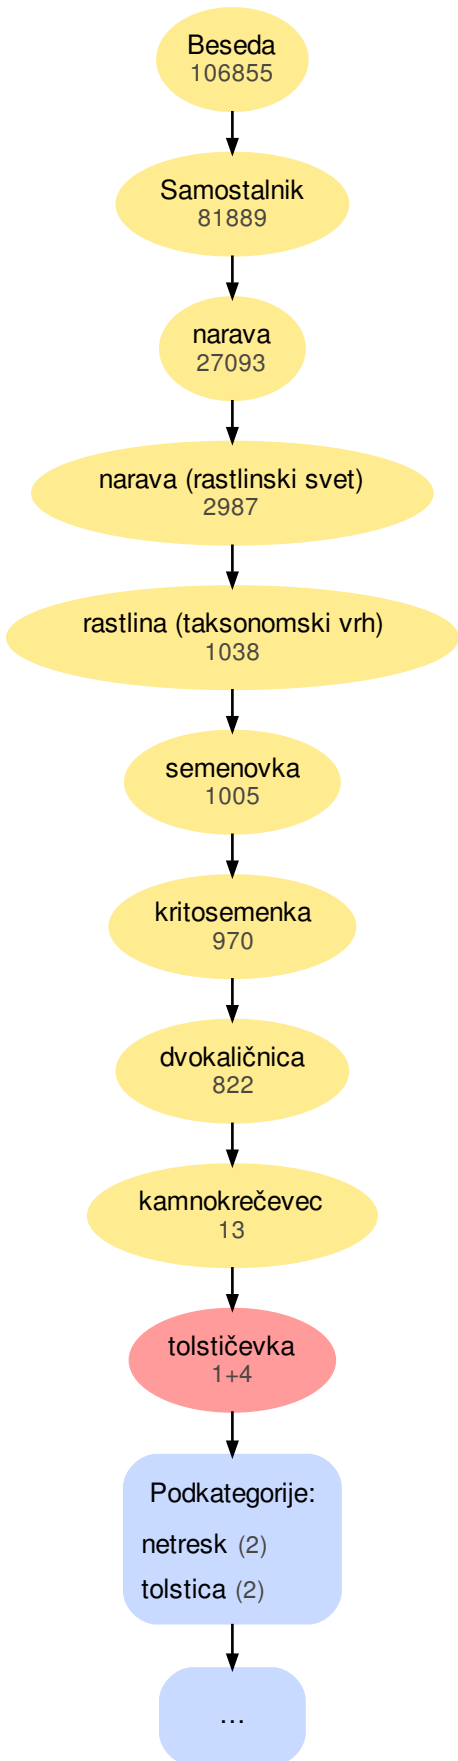 Beseda
106855
Samostalnik
81889
narava
27093
narava (rastlinski svet)
2987
rastlina (taksonomski vrh)
1038
semenovka
1005
kritosemenka
970
dvokaličnica
822
kamnokrečevec
13
tolstičevka
1+4
Podkategorije:
netresk (2)
tolstica (2)
...